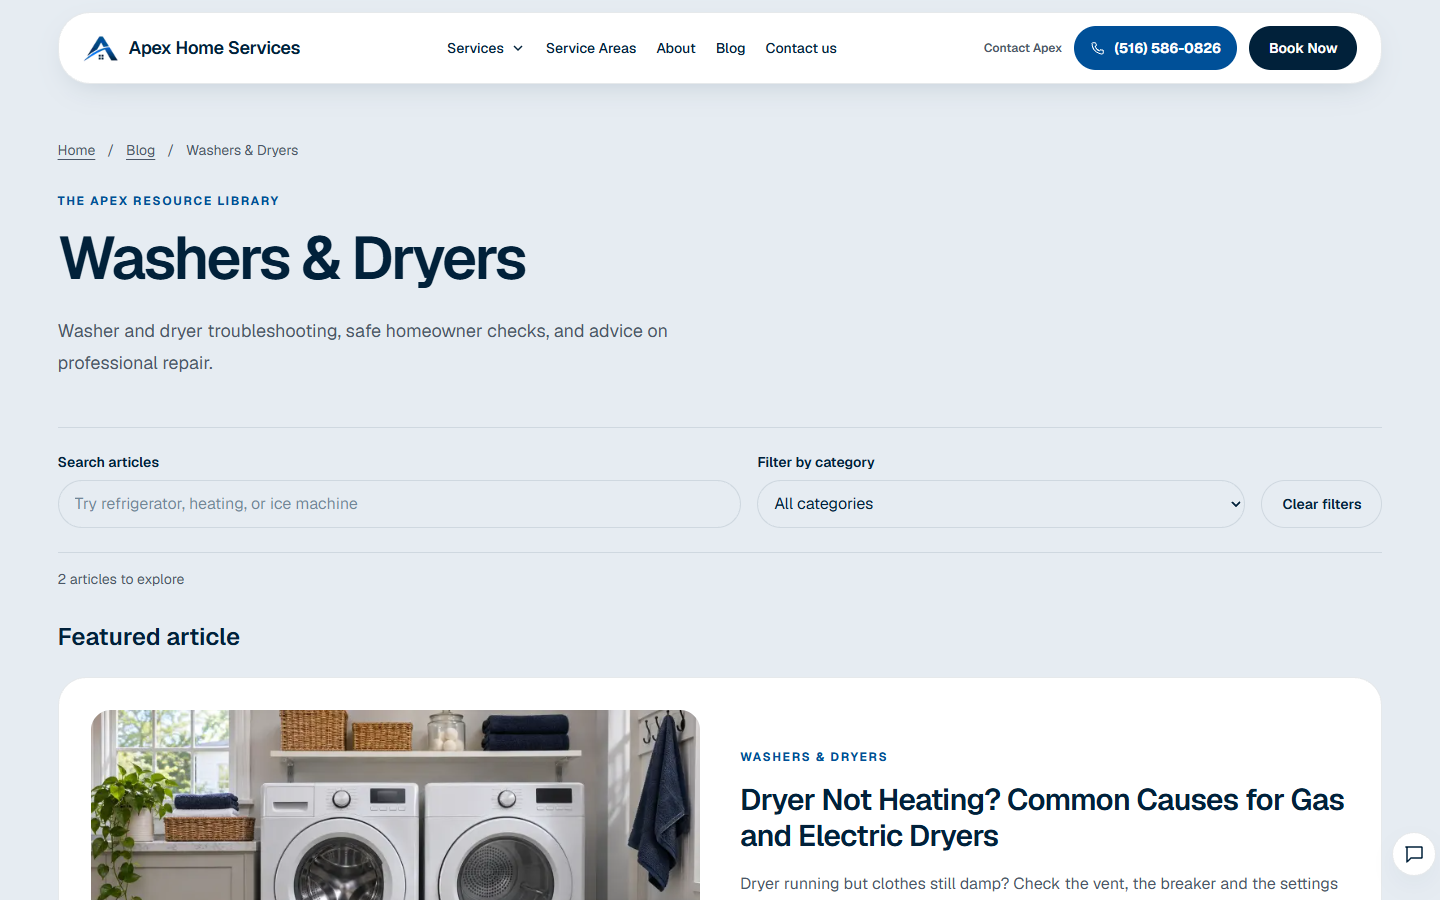 Apex Home Services
Services
Service Areas
About
Blog
Contact us
Contact Apex
(516) 586-0826
Book Now
Home / Blog / Washers & Dryers
THE APEX RESOURCE LIBRARY
Washers & Dryers
Washer and dryer troubleshooting, safe homeowner checks, and advice on
professional repair.
Search articles
Try refrigerator, heating, or ice machine
Filter by category
All categories
Clear filters
2 articles to explore
Featured article
WASHERS & DRYERS
Dryer Not Heating? Common Causes for Gas
and Electric Dryers
Dryer running but clothes still damp? Check the vent, the breaker and the settings